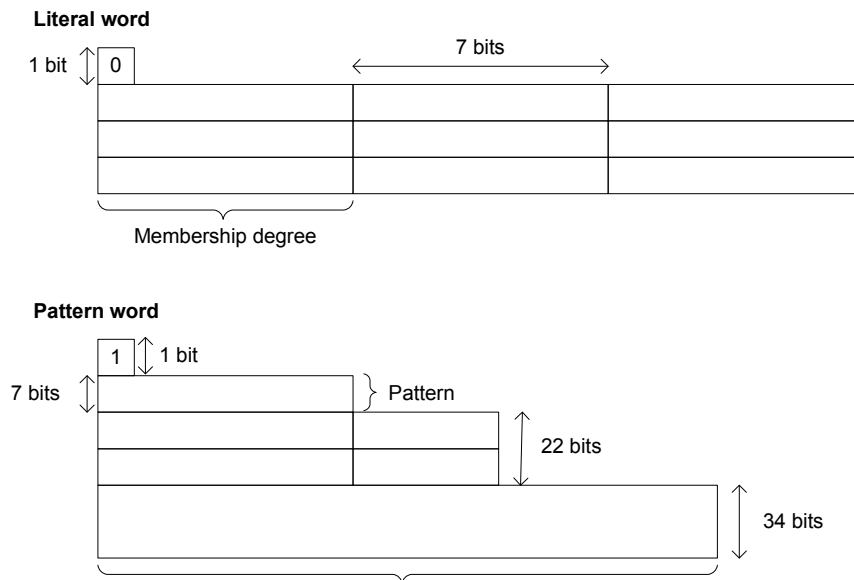 Literal word
7 bits
1 bit
0
Membership degree
Pattern word
1
1 bit
7 bits
Pattern
22 bits
34 bits